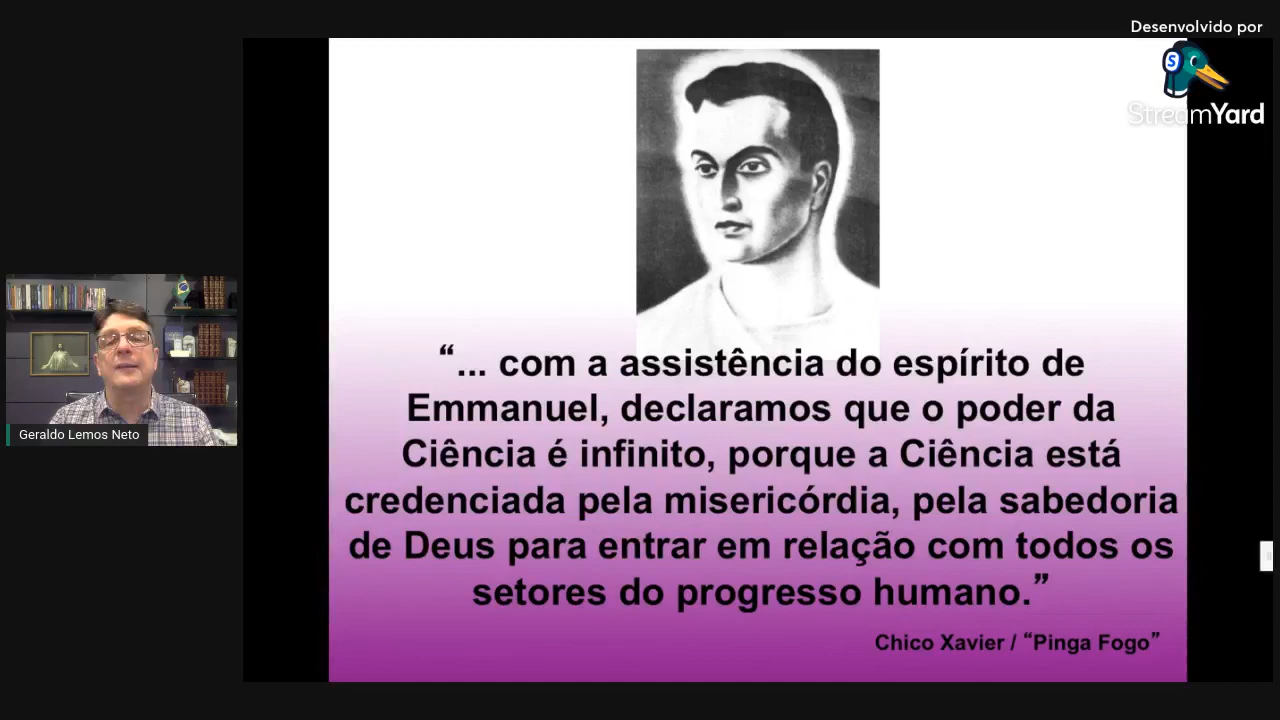 Desenvolvido por
StreamYard
“... com a assistência do espírito de
Emmanuel, declaramos que o poder da
Ciência é infinito, porque a Ciência está
credenciada pela misericórdia, pela sabedoria
de Deus para entrar em relação com todos os
setores do progresso humano.”
Chico Xavier / “Pinga Fogo”
Geraldo Lemos Neto